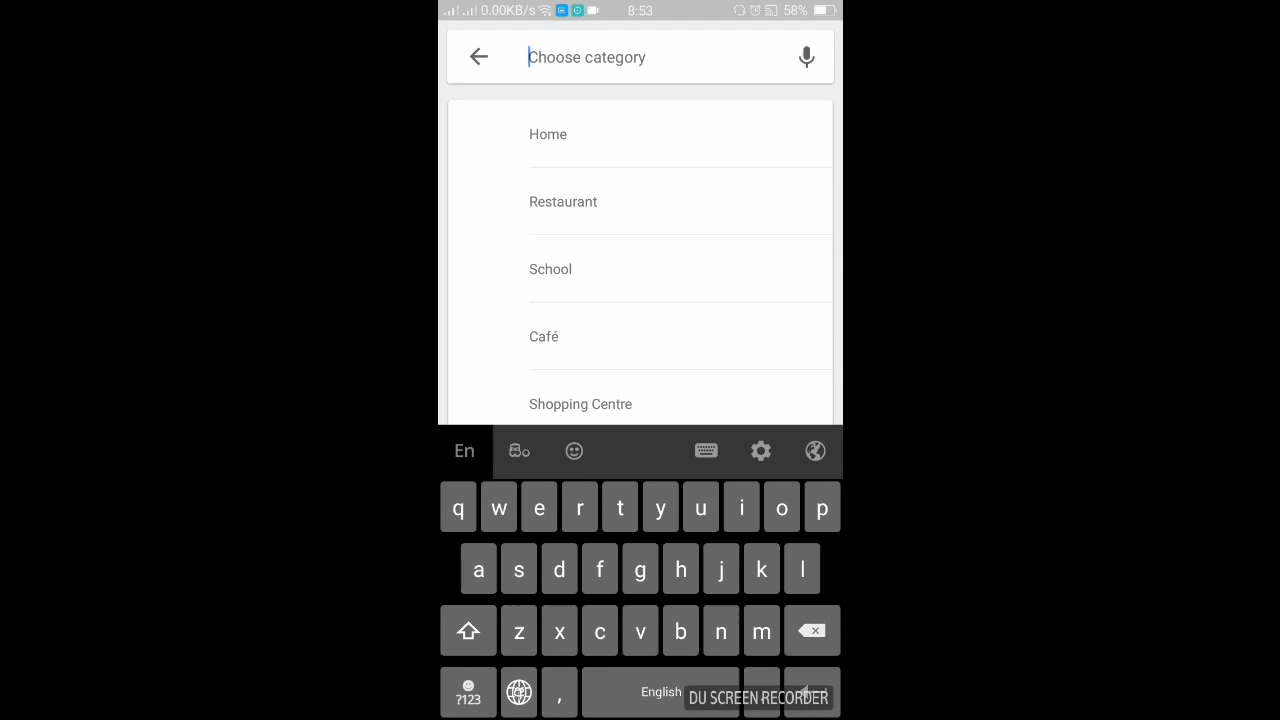 0.00KB/s 8:53 58%
Choose category
Home
Restaurant
School
Café
Shopping Centre
En සිං
q w e r t y u i o p
a s d f g h j k l
z x c v b n m
?123 , English
DU SCREEN RECORDER